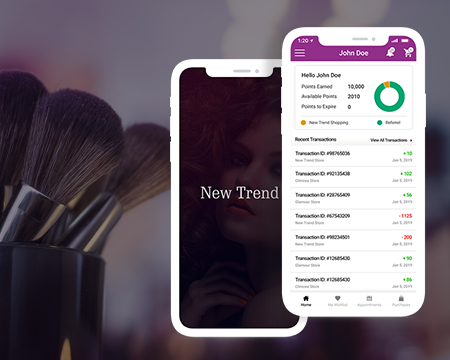 New Trend
1:20
John Doe
Hello John Doe
Points Earned 10,000
Available Points 2010
Points to Expire 0
New Trend Shopping Referrel
Recent Transactions View All Transactions
Transaction ID: #98765036 +10
New Trend Store Jan 5, 2019
Transaction ID: #92135438 +102
Glimose Store Jan 5, 2019
Transaction ID: #28765409 +56
Glamour Store Jan 5, 2019
Transaction ID: #67543209 -1125
New Trend Store Jan 5, 2019
Transaction ID: #98234501 -200
New Trend Store Jan 5, 2019
Transaction ID: #12685430 +90
Glamour Store Jan 5, 2019
Transaction ID: #12685430 +86
Glimose Store Jan 5, 2019
Home My Wishlist Appointments Purchases